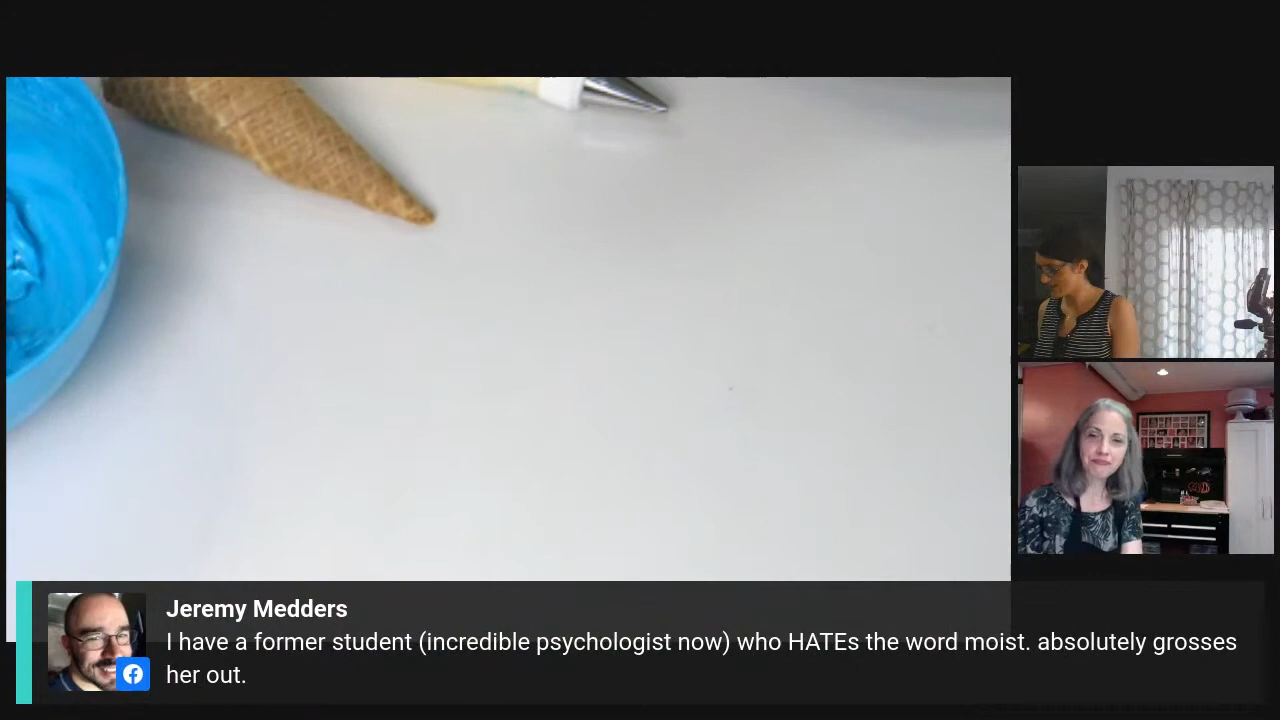 Jeremy Medders
I have a former student (incredible psychologist now) who HATEs the word moist. absolutely grosses
her out.